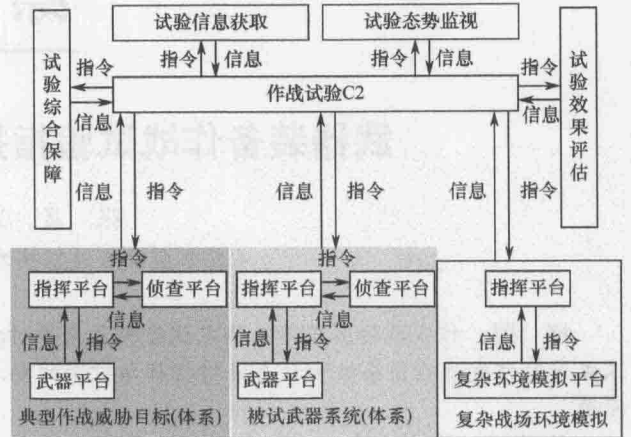 试验信息获取 试验态势监视
指令 信息 指令 信息
试验综合保障
指令
信息
作战试验C2
指令
信息
试验效果评估
信息 指令 信息 指令 信息 指令
指令 指令
指挥平台 侦查平台 指挥平台 侦查平台 指挥平台
信息 信息
信息 指令 信息 指令 信息 指令
武器平台 武器平台 复杂环境模拟平台
典型作战威胁目标(体系) 被试武器系统(体系) 复杂战场环境模拟